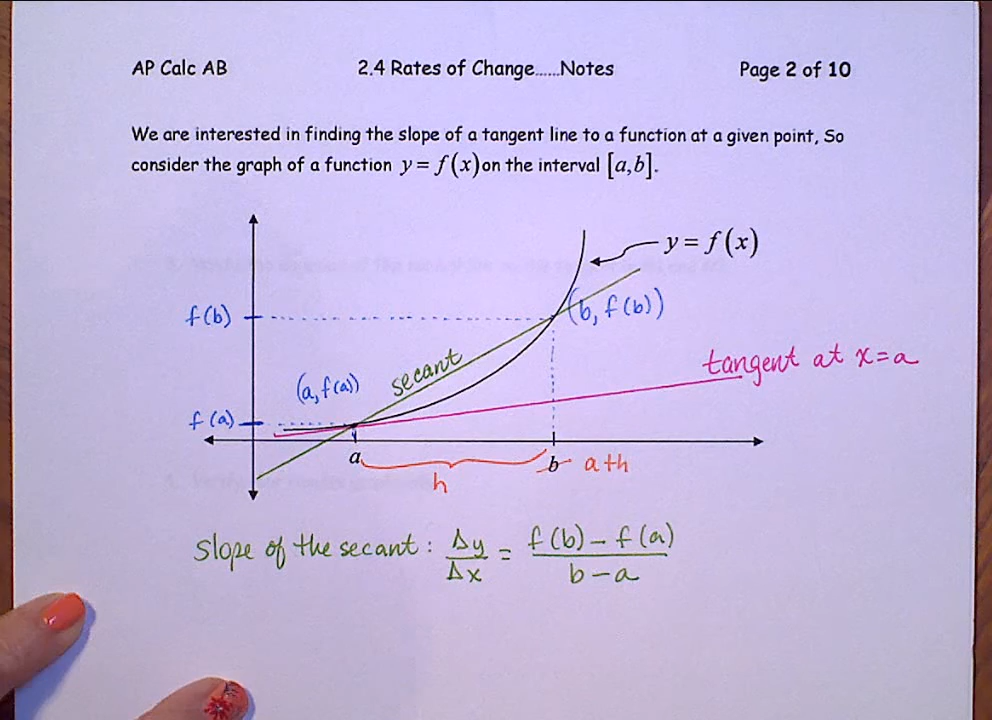 AP Calc AB 2.4 Rates of Change......Notes Page 2 of 10
We are interested in finding the slope of a tangent line to a function at a given point, So
consider the graph of a function y = f(x) on the interval [a,b].
y = f(x)
f(b)
(b, f(b))
secant
tangent at x=a
(a, f(a))
f(a)
a
b
a+h
h
slope of the secant : Δy/Δx = f(b) - f(a)/b - a